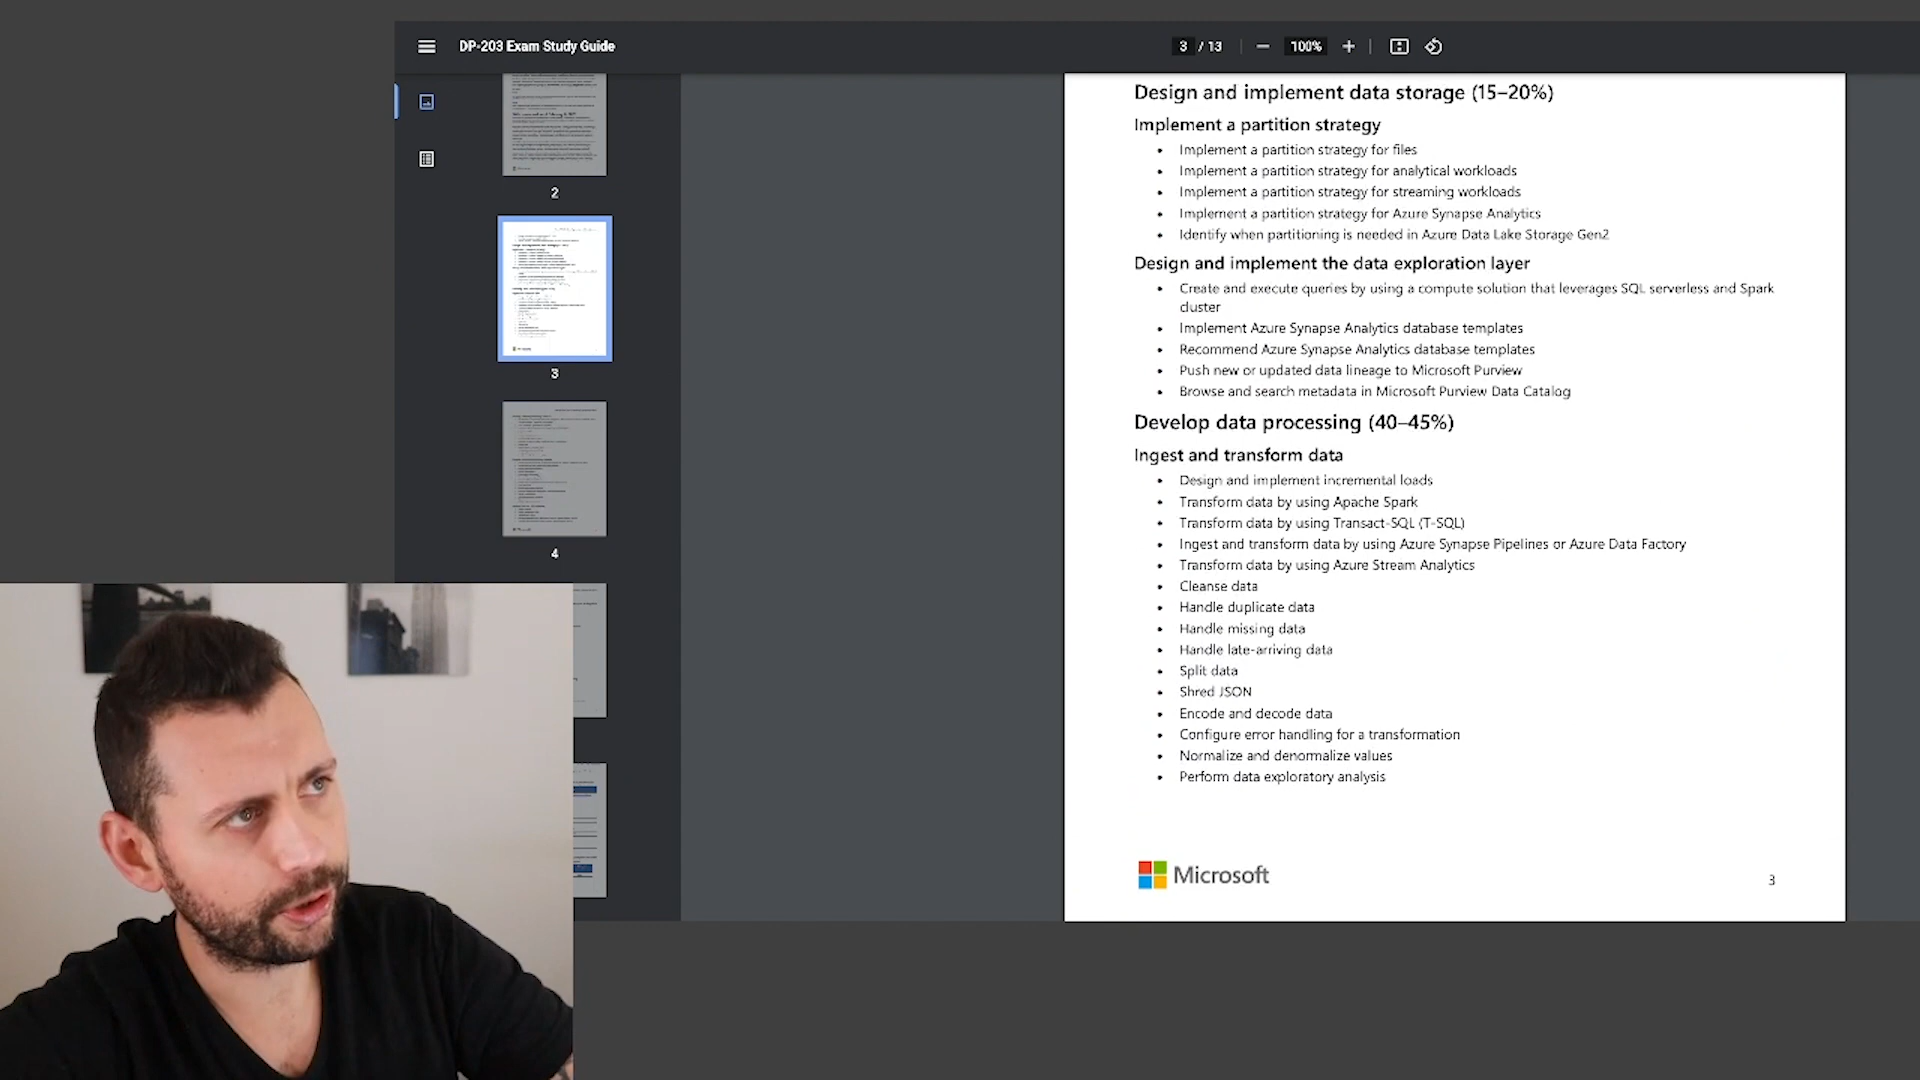 DP-203 Exam Study Guide
3 / 13
100%
2
3
4
Design and implement data storage (15–20%)
Implement a partition strategy
• Implement a partition strategy for files
• Implement a partition strategy for analytical workloads
• Implement a partition strategy for streaming workloads
• Implement a partition strategy for Azure Synapse Analytics
• Identify when partitioning is needed in Azure Data Lake Storage Gen2
Design and implement the data exploration layer
• Create and execute queries by using a compute solution that leverages SQL serverless and Spark
cluster
• Implement Azure Synapse Analytics database templates
• Recommend Azure Synapse Analytics database templates
• Push new or updated data lineage to Microsoft Purview
• Browse and search metadata in Microsoft Purview Data Catalog
Develop data processing (40–45%)
Ingest and transform data
• Design and implement incremental loads
• Transform data by using Apache Spark
• Transform data by using Transact-SQL (T-SQL)
• Ingest and transform data by using Azure Synapse Pipelines or Azure Data Factory
• Transform data by using Azure Stream Analytics
• Cleanse data
• Handle duplicate data
• Handle missing data
• Handle late-arriving data
• Split data
• Shred JSON
• Encode and decode data
• Configure error handling for a transformation
• Normalize and denormalize values
• Perform data exploratory analysis
Microsoft
3